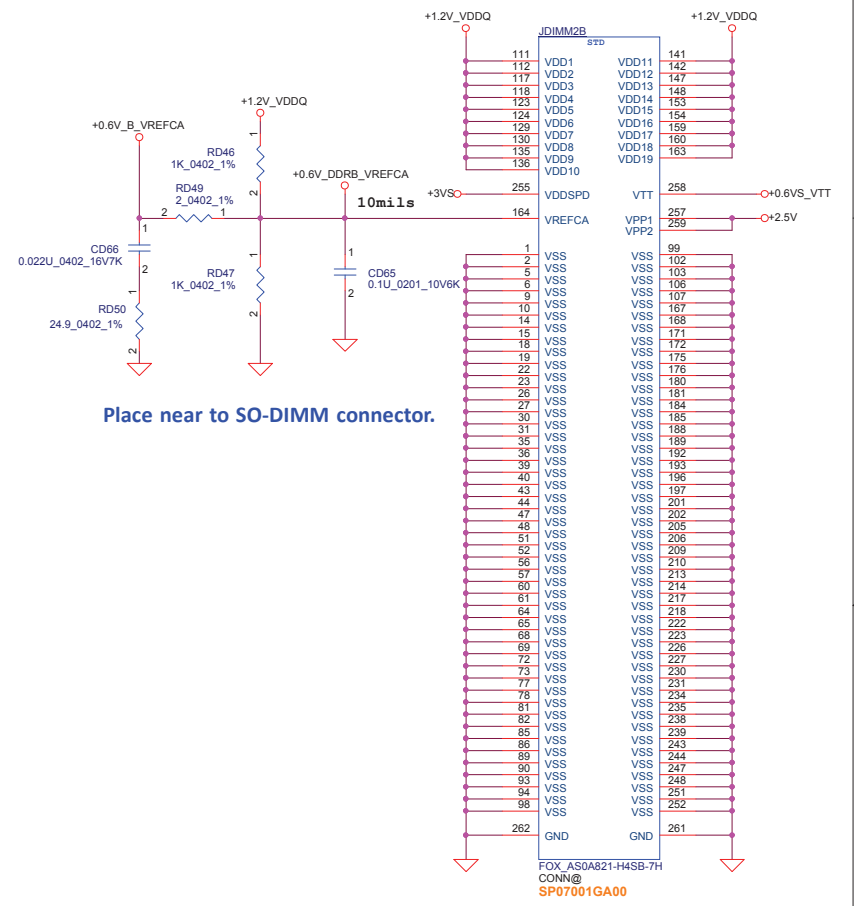 +1.2V_VDDQ
+1.2V_VDDQ
JDIMM2B
STD
111 VDD1 VDD11 141
112 VDD2 VDD12 142
117 VDD3 VDD13 147
118 VDD4 VDD14 148
123 VDD5 VDD15 153
124 VDD6 VDD16 154
129 VDD7 VDD17 159
130 VDD8 VDD18 160
135 VDD9 VDD19 163
136 VDD10
+3VS 255 VDDSPD VTT 258 +0.6VS_VTT
164 VREFCA VPP1 257 +2.5V
VPP2 259
+1.2V_VDDQ
+0.6V_B_VREFCA
1
RD46
1K_0402_1%
2
+0.6V_DDRB_VREFCA
10mils
RD49
2_0402_1%
2 1
1
CD66
0.022U_0402_16V7K
2
1
RD47
1K_0402_1%
2
1
CD65
0.1U_0201_10V6K
2
1
RD50
24.9_0402_1%
2
Place near to SO-DIMM connector.
1 VSS VSS 99
2 VSS VSS 102
5 VSS VSS 103
6 VSS VSS 106
9 VSS VSS 107
10 VSS VSS 167
14 VSS VSS 168
15 VSS VSS 171
18 VSS VSS 172
19 VSS VSS 175
22 VSS VSS 176
23 VSS VSS 180
26 VSS VSS 181
27 VSS VSS 184
30 VSS VSS 185
31 VSS VSS 188
35 VSS VSS 189
36 VSS VSS 192
39 VSS VSS 193
40 VSS VSS 196
43 VSS VSS 197
44 VSS VSS 201
47 VSS VSS 202
48 VSS VSS 205
51 VSS VSS 206
52 VSS VSS 209
56 VSS VSS 210
57 VSS VSS 213
60 VSS VSS 214
61 VSS VSS 217
64 VSS VSS 218
65 VSS VSS 222
68 VSS VSS 223
69 VSS VSS 226
72 VSS VSS 227
73 VSS VSS 230
77 VSS VSS 231
78 VSS VSS 234
81 VSS VSS 235
82 VSS VSS 238
85 VSS VSS 239
86 VSS VSS 243
89 VSS VSS 244
90 VSS VSS 247
93 VSS VSS 248
94 VSS VSS 251
98 VSS VSS 252
262 GND GND 261
FOX_AS0A821-H4SB-7H
CONN@
SP07001GA00